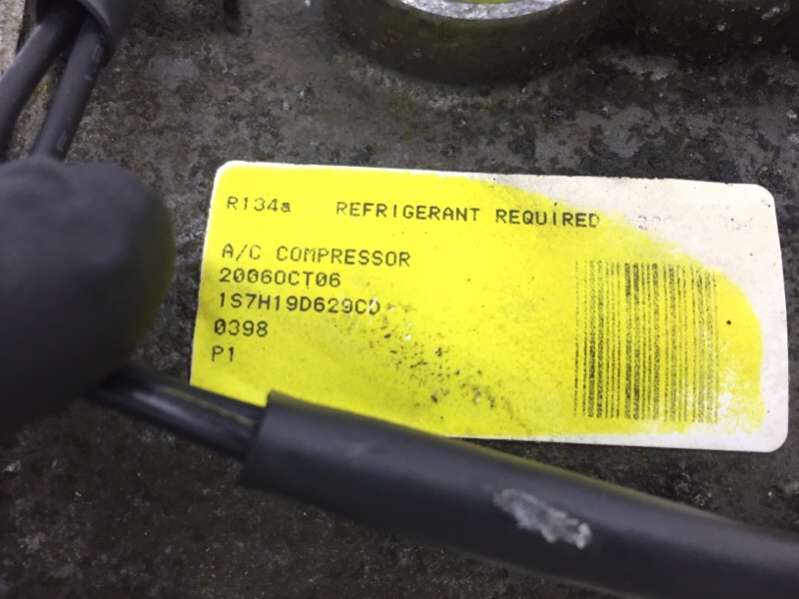 R134a REFRIGERANT REQUIRED
A/C COMPRESSOR
2006OCT06
1S7H19D629CD
0398
P1